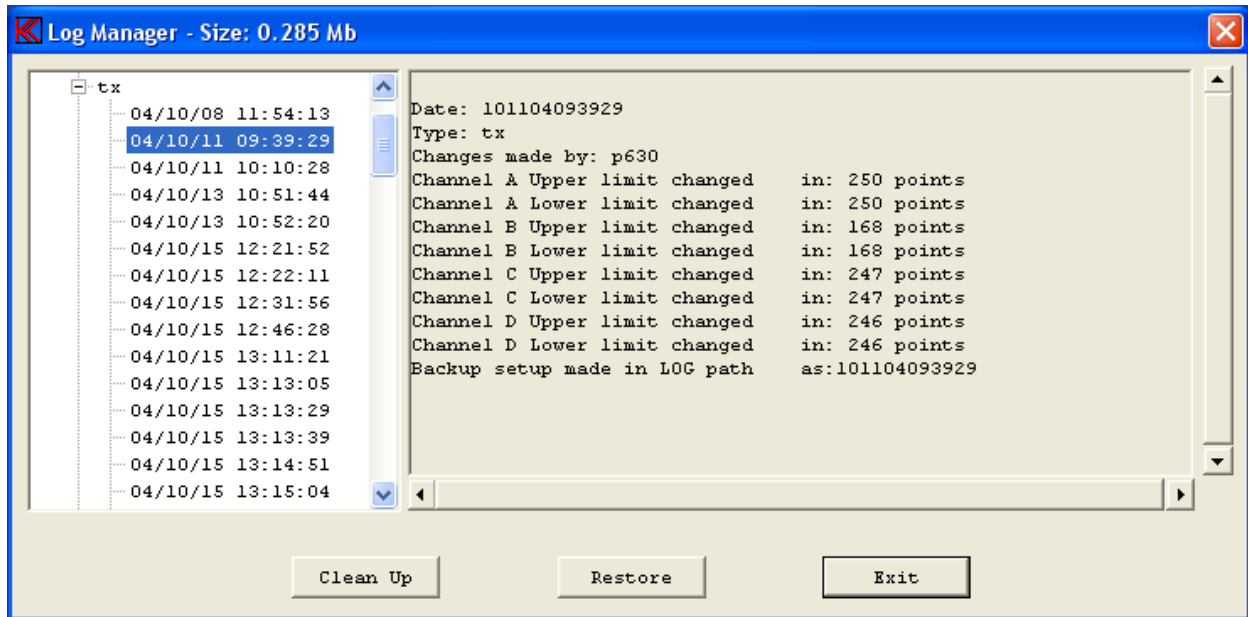 Log Manager - Size: 0.285 Mb
tx
04/10/08 11:54:13
04/10/11 09:39:29
04/10/11 10:10:28
04/10/13 10:51:44
04/10/13 10:52:20
04/10/15 12:21:52
04/10/15 12:22:11
04/10/15 12:31:56
04/10/15 12:46:28
04/10/15 13:11:21
04/10/15 13:13:05
04/10/15 13:13:29
04/10/15 13:13:39
04/10/15 13:14:51
04/10/15 13:15:04
Date: 101104093929
Type: tx
Changes made by: p630
Channel A Upper limit changed in: 250 points
Channel A Lower limit changed in: 250 points
Channel B Upper limit changed in: 168 points
Channel B Lower limit changed in: 168 points
Channel C Upper limit changed in: 247 points
Channel C Lower limit changed in: 247 points
Channel D Upper limit changed in: 246 points
Channel D Lower limit changed in: 246 points
Backup setup made in LOG path as:101104093929
Clean Up Restore Exit